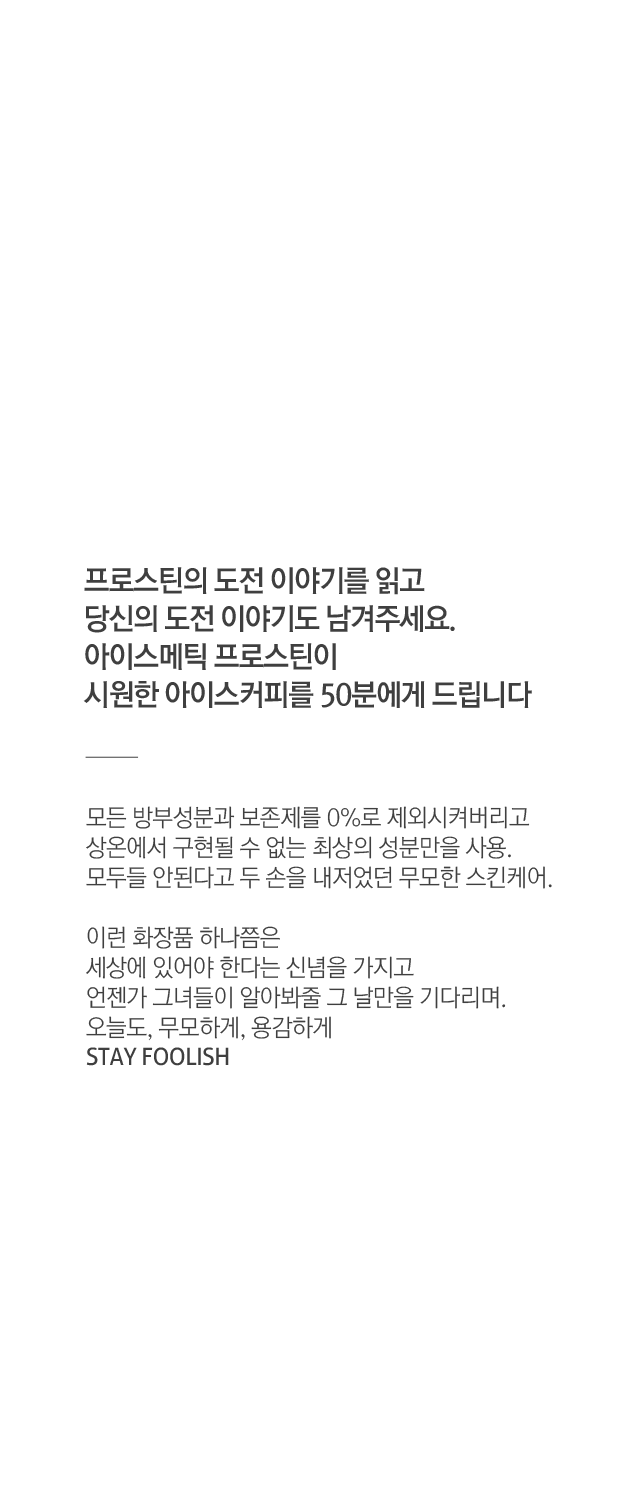 프로스틴의 도전 이야기를 읽고
당신의 도전 이야기도 남겨주세요.
아이스메틱 프로스틴이
시원한 아이스커피를 50분에게 드립니다
모든 방부성분과 보존제를 0%로 제외시켜버리고
상온에서 구현될 수 없는 최상의 성분만을 사용.
모두들 안된다고 두 손을 내저었던 무모한 스킨케어.
이런 화장품 하나쯤은
세상에 있어야 한다는 신념을 가지고
언젠가 그녀들이 알아봐줄 그 날만을 기다리며.
오늘도, 무모하게, 용감하게
STAY FOOLISH